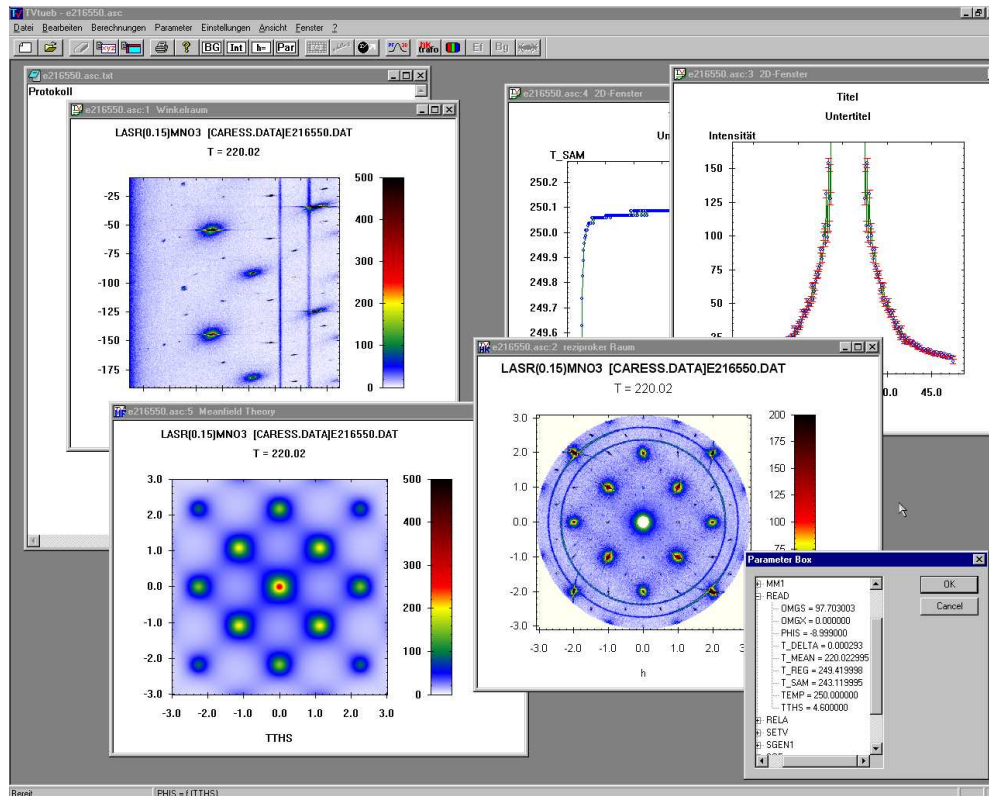 TVtueb - e216550.asc
Datei Bearbeiten Berechnungen Parameter Einstellungen Ansicht Fenster ?
xyz BG Int h= Par trafo Ef Bg
e216550.asc.txt
Protokoll
e216550.asc:1 Winkelraum
LASR(0.15)MNO3 [CARESS.DATA]E216550.DAT
T = 220.02
-25
-50
-75
-100
-125
-150
-175
500
400
300
200
100
0
e216550.asc:4 2D-Fenster
T_SAM
250.2
250.1
250.0
249.9
249.8
249.7
249.6
e216550.asc:3 2D-Fenster
Titel
Untertitel
Intensität
150
125
100
75
50
25
45.0
e216550.asc:5 Meanfield Theory
LASR(0.15)MNO3 [CARESS.DATA]E216550.DAT
T = 220.02
3.0
2.0
1.0
0.0
-1.0
-2.0
-3.0
-3.0 -2.0 -1.0 0.0 1.0 2.0 3.0
TTHS
500
400
300
200
100
0
e216550.asc:2 reziproker Raum
LASR(0.15)MNO3 [CARESS.DATA]E216550.DAT
T = 220.02
3.0
2.0
1.0
0.0
-1.0
-2.0
-3.0
-3.0 -2.0 -1.0 0.0 1.0 2.0 3.0
h
200
175
150
125
100
75
Parameter Box
MM1
READ
OMGS = 97.703003
OMGX = 0.000000
PHIS = -8.999000
T_DELTA = 0.000293
T_MEAN = 220.022995
T_REG = 249.419998
T_SAM = 243.119995
TEMP = 250.000000
TTHS = 4.600000
RELA
SETV
SGEN1
OK
Cancel
Bereit PHIS = f (TTHS)